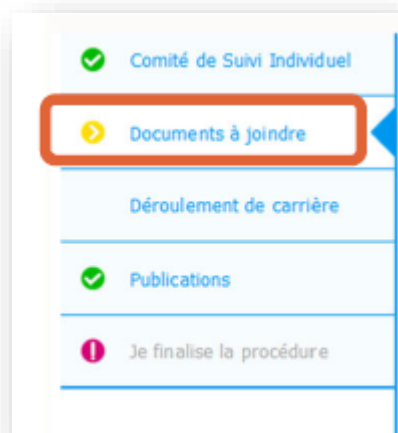 Comité de Suivi Individuel
Documents à joindre
Déroulement de carrière
Publications
Je finalise la procédure